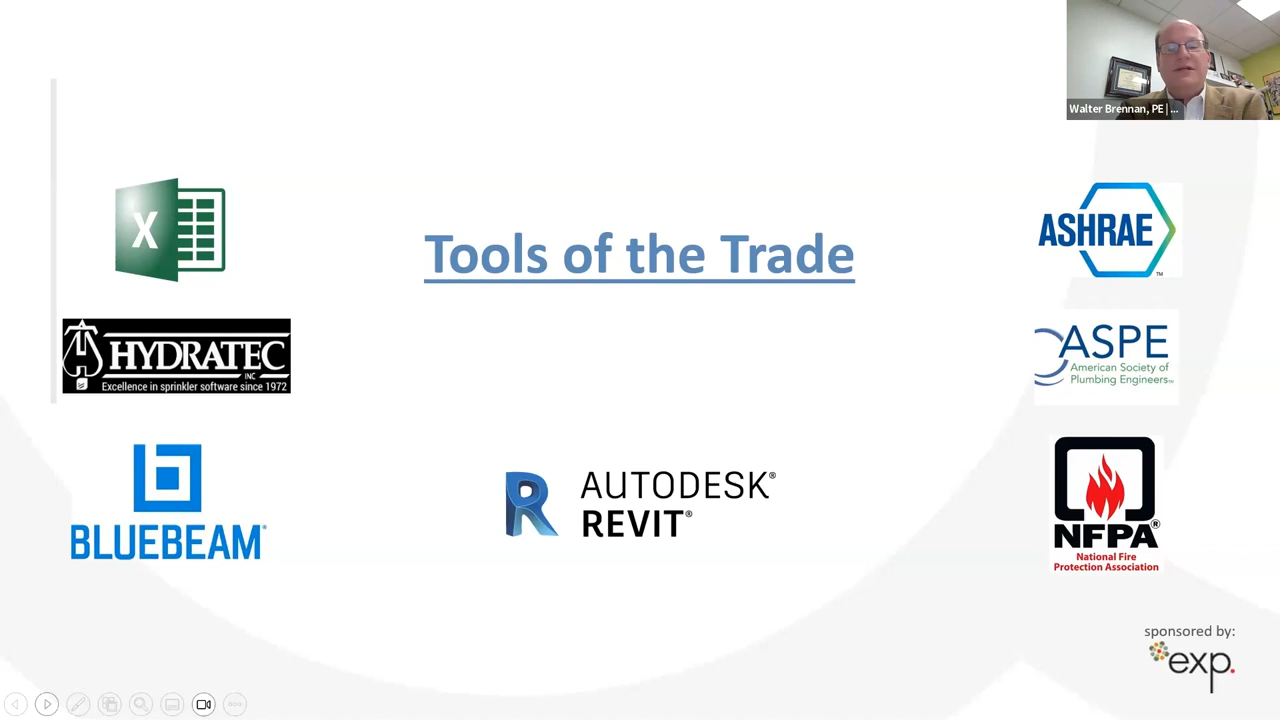 Walter Brennan, PE | ...
X
Tools of the Trade
ASHRAE
TM
HYDRATEC
INC
Excellence in sprinkler software since 1972
ASPE
American Society of
Plumbing Engineers
BLUEBEAM®
AUTODESK®
REVIT®
NFPA®
National Fire
Protection Association
sponsored by:
exp.